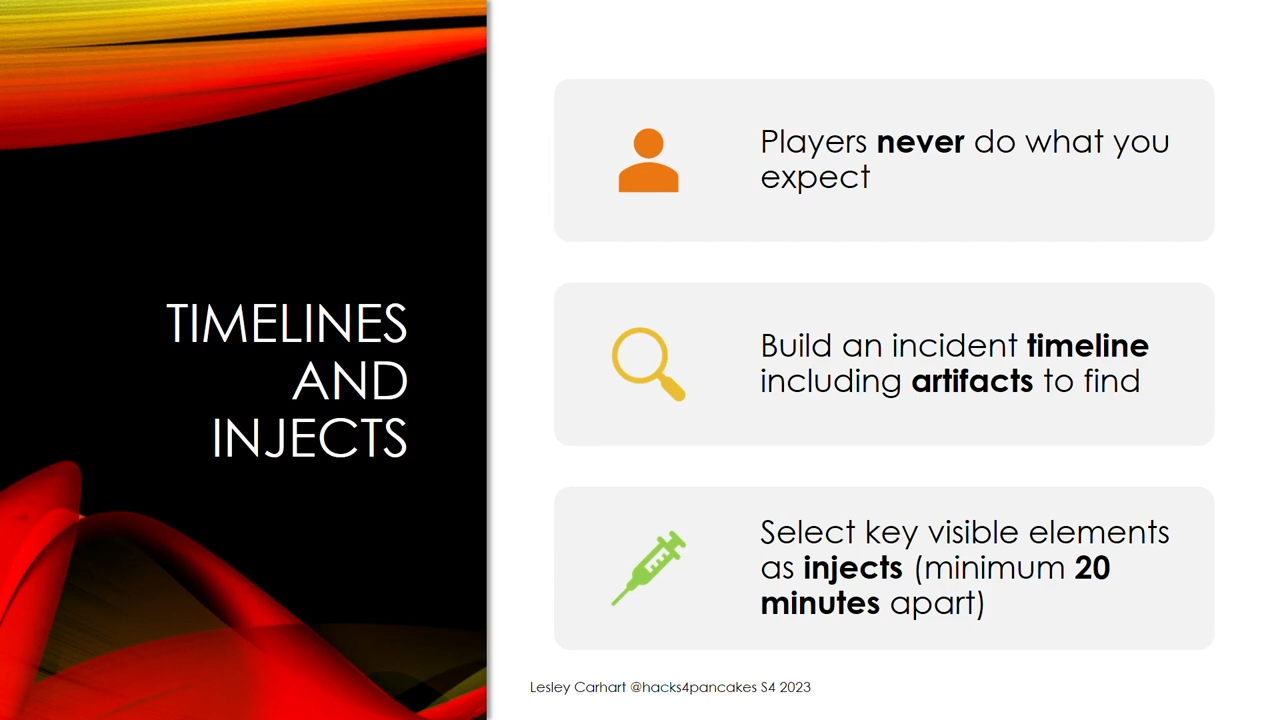 TIMELINES
AND
INJECTS
Players never do what you
expect
Build an incident timeline
including artifacts to find
Select key visible elements
as injects (minimum 20
minutes apart)
Lesley Carhart @hacks4pancakes S4 2023